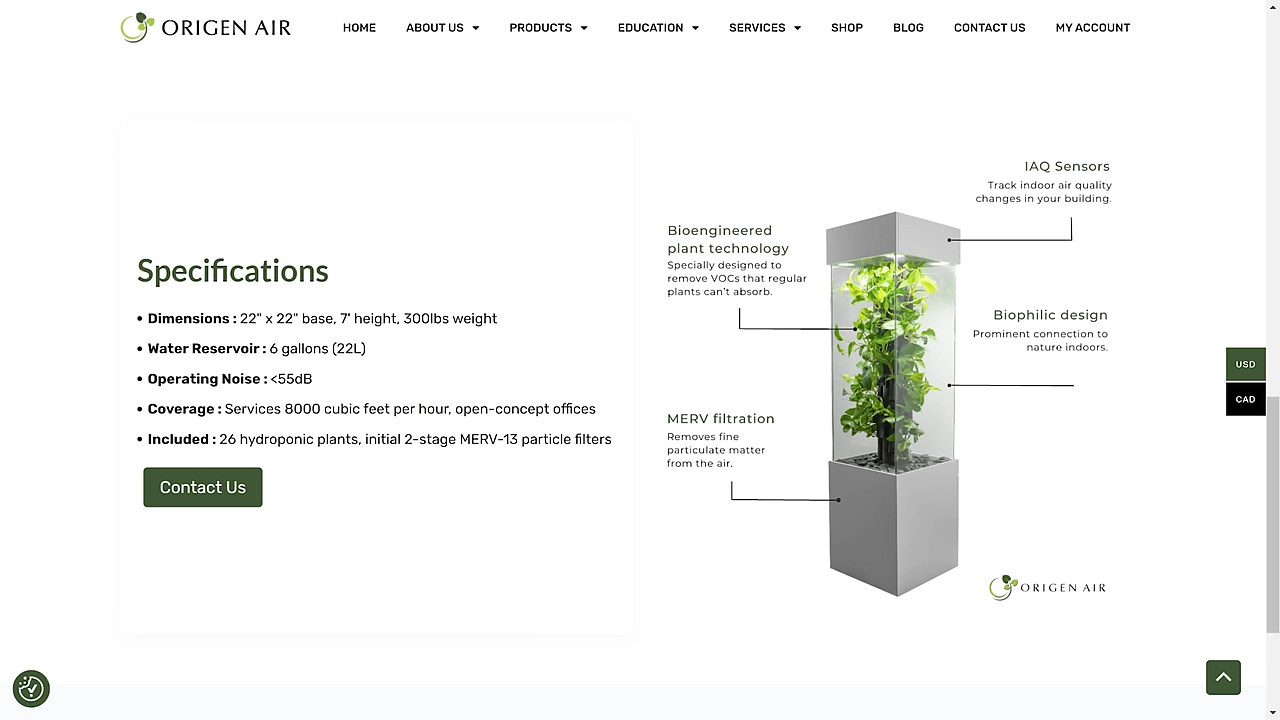 ORIGEN AIR
HOME
ABOUT US
PRODUCTS
EDUCATION
SERVICES
SHOP
BLOG
CONTACT US
MY ACCOUNT
Specifications
• Dimensions : 22" x 22" base, 7' height, 300lbs weight
• Water Reservoir : 6 gallons (22L)
• Operating Noise : <55dB
• Coverage : Services 8000 cubic feet per hour, open-concept offices
• Included : 26 hydroponic plants, initial 2-stage MERV-13 particle filters
Contact Us
IAQ Sensors
Track indoor air quality
changes in your building.
Bioengineered
plant technology
Specially designed to
remove VOCs that regular
plants can't absorb.
Biophilic design
Prominent connection to
nature indoors.
MERV filtration
Removes fine
particulate matter
from the air.
ORIGEN AIR
USD
CAD